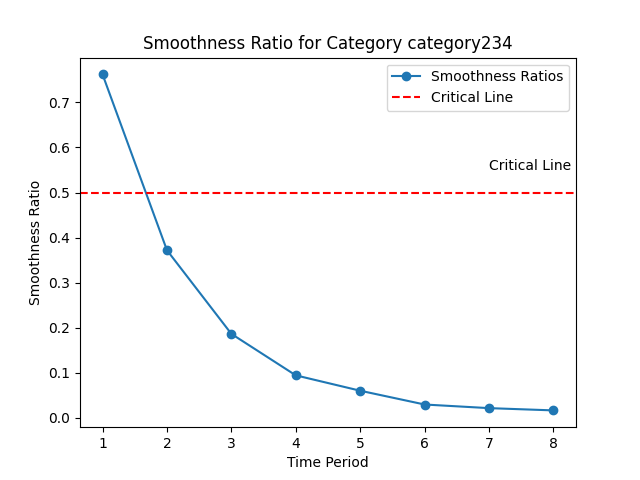 Smoothness Ratio for Category category234
Smoothness Ratios
Critical Line
Critical Line
Smoothness Ratio
0.7
0.6
0.5
0.4
0.3
0.2
0.1
0.0
1 2 3 4 5 6 7 8
Time Period